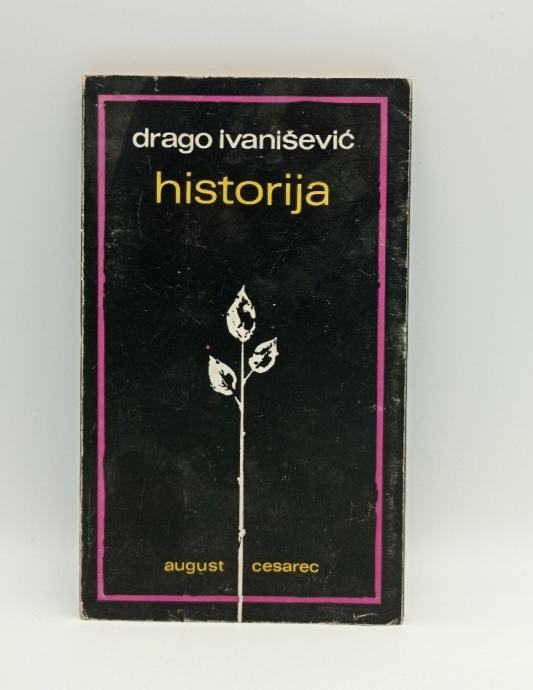 drago ivanišević
historija
august cesarec